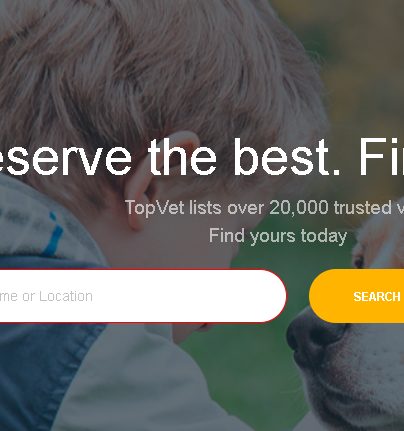 eserve the best. Fi
TopVet lists over 20,000 trusted v
Find yours today
me or Location
SEARCH